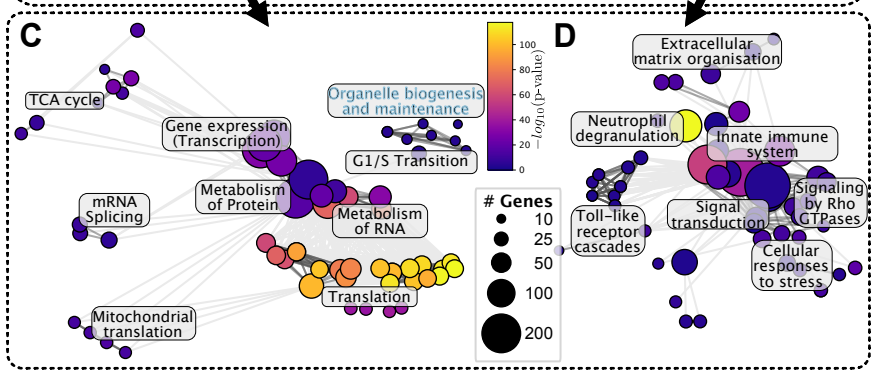 C
TCA cycle
Gene expression
(Transcription)
Organelle biogenesis
and maintenance
G1/S Transition
mRNA
Splicing
Metabolism
of Protein
Metabolism
of RNA
Translation
Mitochondrial
translation
100
80
60
40
20
0
−log10(p-value)
# Genes
10
25
50
100
200
D
Extracellular
matrix organisation
Neutrophil
degranulation
Innate immune
system
Toll-like
receptor
cascades
Signal
transduction
Signaling
by Rho
GTPases
Cellular
responses
to stress